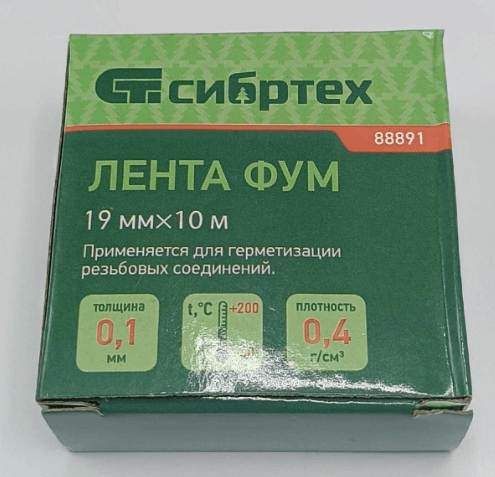 СТ сибртех
88891
ЛЕНТА ФУМ
19 мм×10 м
Применяется для герметизации
резьбовых соединений.
толщина
0,1
мм
t,°C +200
плотность
0,4
г/см³